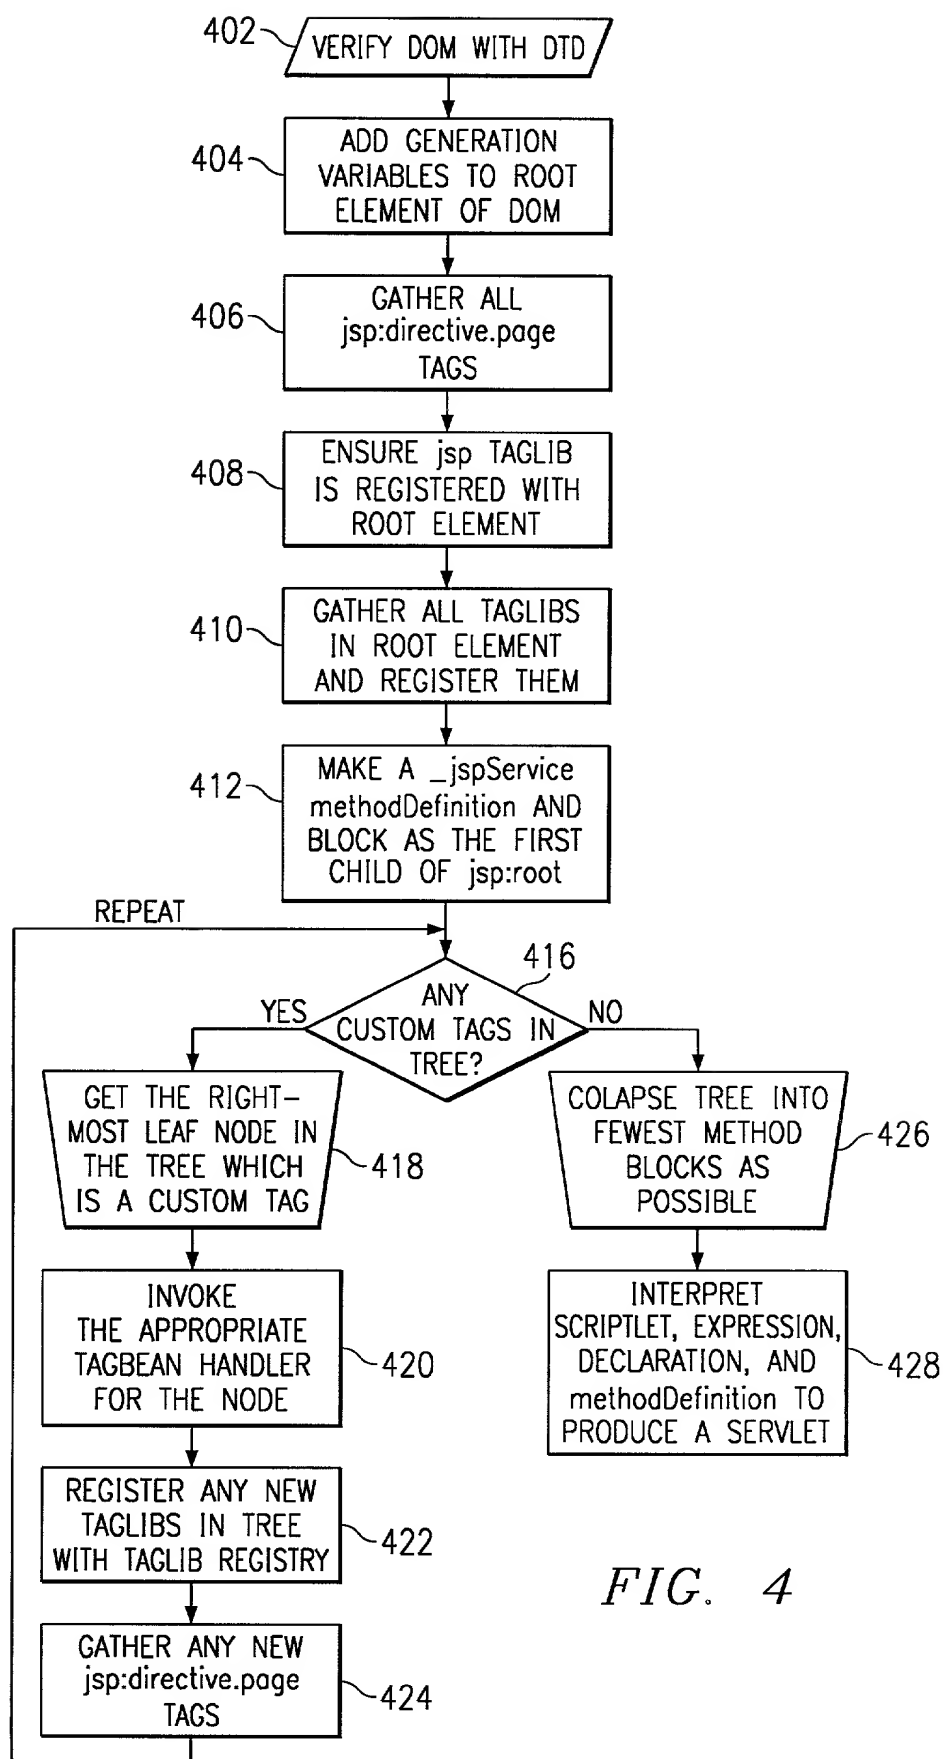 402
VERIFY DOM WITH DTD
404
ADD GENERATION
VARIABLES TO ROOT
ELEMENT OF DOM
406
GATHER ALL
jsp:directive.page
TAGS
408
ENSURE jsp TAGLIB
IS REGISTERED WITH
ROOT ELEMENT
410
GATHER ALL TAGLIBS
IN ROOT ELEMENT
AND REGISTER THEM
412
MAKE A _jspService
methodDefinition AND
BLOCK AS THE FIRST
CHILD OF jsp:root
REPEAT
416
ANY
CUSTOM TAGS IN
TREE?
YES
NO
GET THE RIGHT-
MOST LEAF NODE IN
THE TREE WHICH
IS A CUSTOM TAG
418
COLAPSE TREE INTO
FEWEST METHOD
BLOCKS AS
POSSIBLE
426
INVOKE
THE APPROPRIATE
TAGBEAN HANDLER
FOR THE NODE
420
INTERPRET
SCRIPTLET, EXPRESSION,
DECLARATION, AND
methodDefinition TO
PRODUCE A SERVLET
428
REGISTER ANY NEW
TAGLIBS IN TREE
WITH TAGLIB REGISTRY
422
GATHER ANY NEW
jsp:directive.page
TAGS
424
FIG. 4